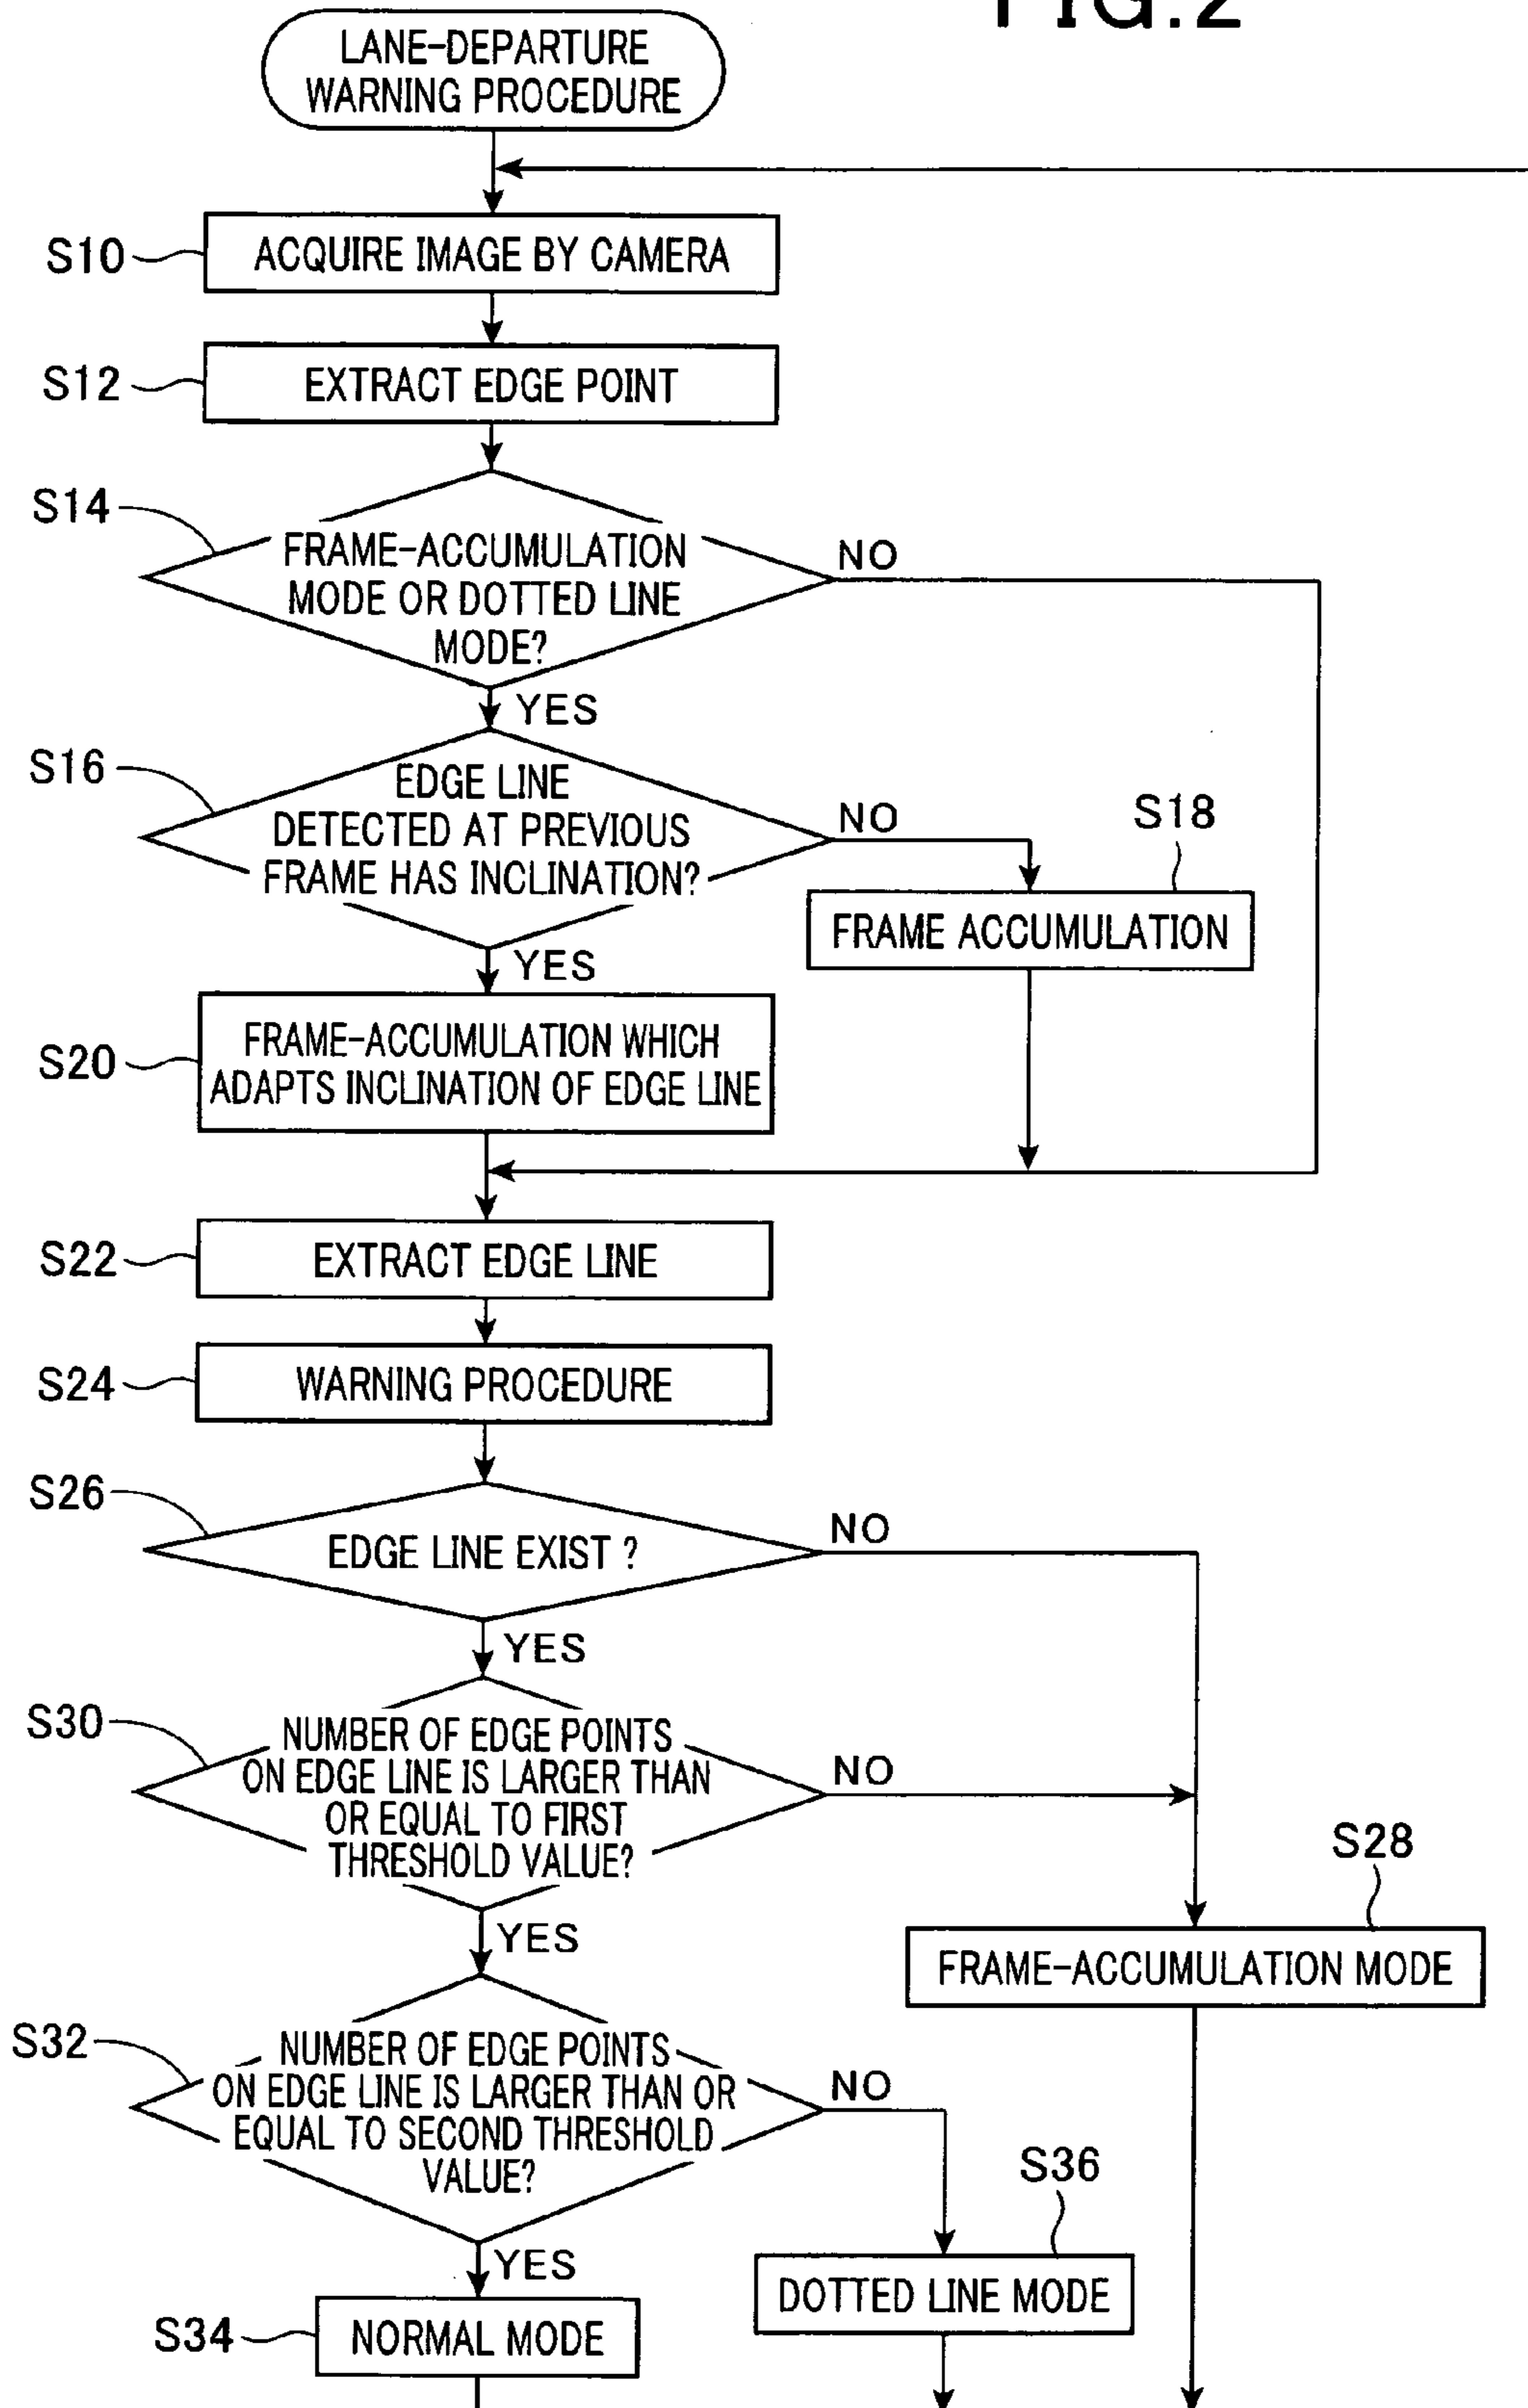 FIG.2
LANE-DEPARTURE
WARNING PROCEDURE
S10
ACQUIRE IMAGE BY CAMERA
S12
EXTRACT EDGE POINT
S14
FRAME-ACCUMULATION
MODE OR DOTTED LINE
MODE?
NO
YES
S16
EDGE LINE
DETECTED AT PREVIOUS
FRAME HAS INCLINATION?
NO
S18
FRAME ACCUMULATION
YES
S20
FRAME-ACCUMULATION WHICH
ADAPTS INCLINATION OF EDGE LINE
S22
EXTRACT EDGE LINE
S24
WARNING PROCEDURE
S26
EDGE LINE EXIST ?
NO
YES
S30
NUMBER OF EDGE POINTS
ON EDGE LINE IS LARGER THAN
OR EQUAL TO FIRST
THRESHOLD VALUE?
NO
S28
FRAME-ACCUMULATION MODE
YES
S32
NUMBER OF EDGE POINTS
ON EDGE LINE IS LARGER THAN OR
EQUAL TO SECOND THRESHOLD
VALUE?
NO
S36
DOTTED LINE MODE
YES
S34
NORMAL MODE